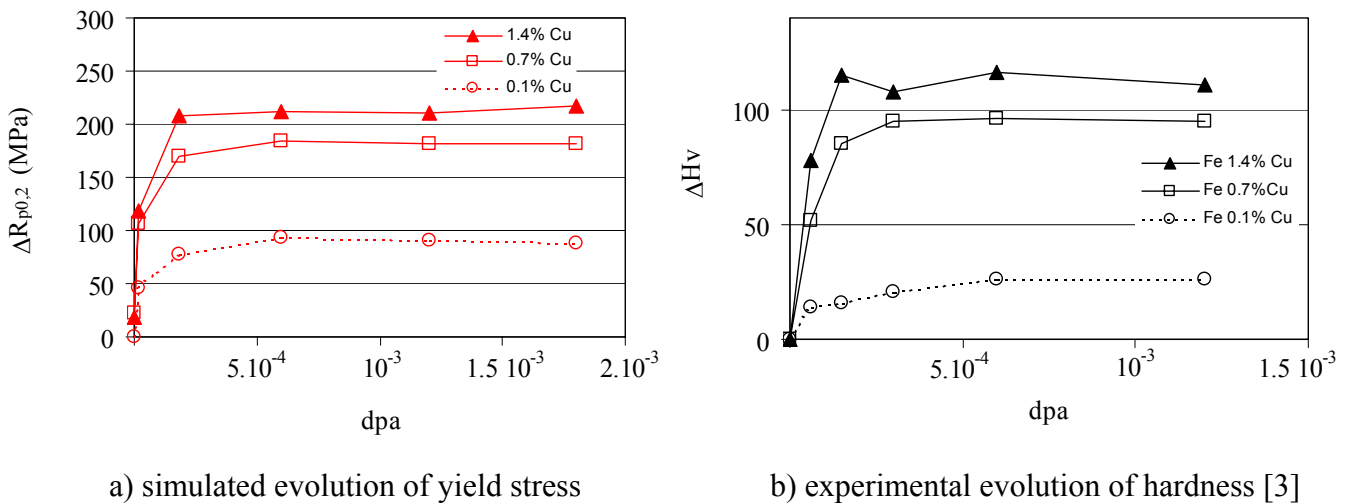 300
250
200
150
100
50
0
ΔRp0,2 (MPa)
1.4% Cu
0.7% Cu
0.1% Cu
5.10-4
10-3
1.5 10-3
2.10-3
dpa
a) simulated evolution of yield stress
100
50
0
ΔHv
Fe 1.4% Cu
Fe 0.7%Cu
Fe 0.1% Cu
5.10-4
10-3
1.5 10-3
dpa
b) experimental evolution of hardness [3]